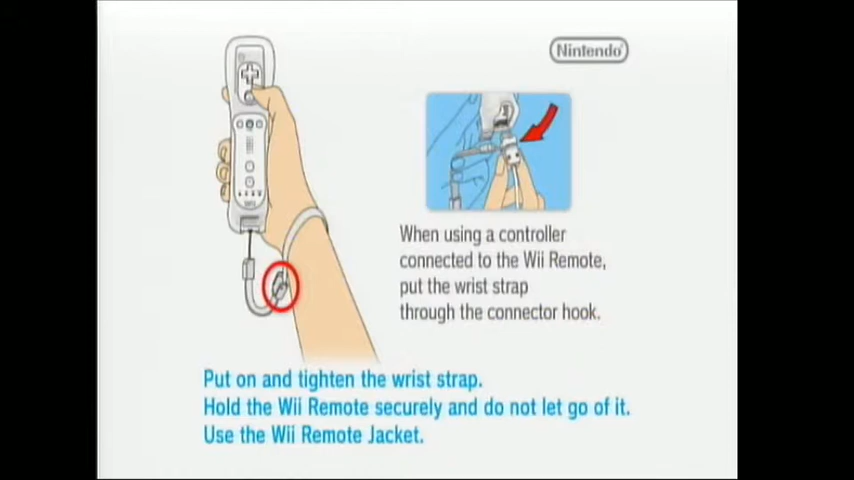 Nintendo
When using a controller
connected to the Wii Remote,
put the wrist strap
through the connector hook.
Put on and tighten the wrist strap.
Hold the Wii Remote securely and do not let go of it.
Use the Wii Remote Jacket.